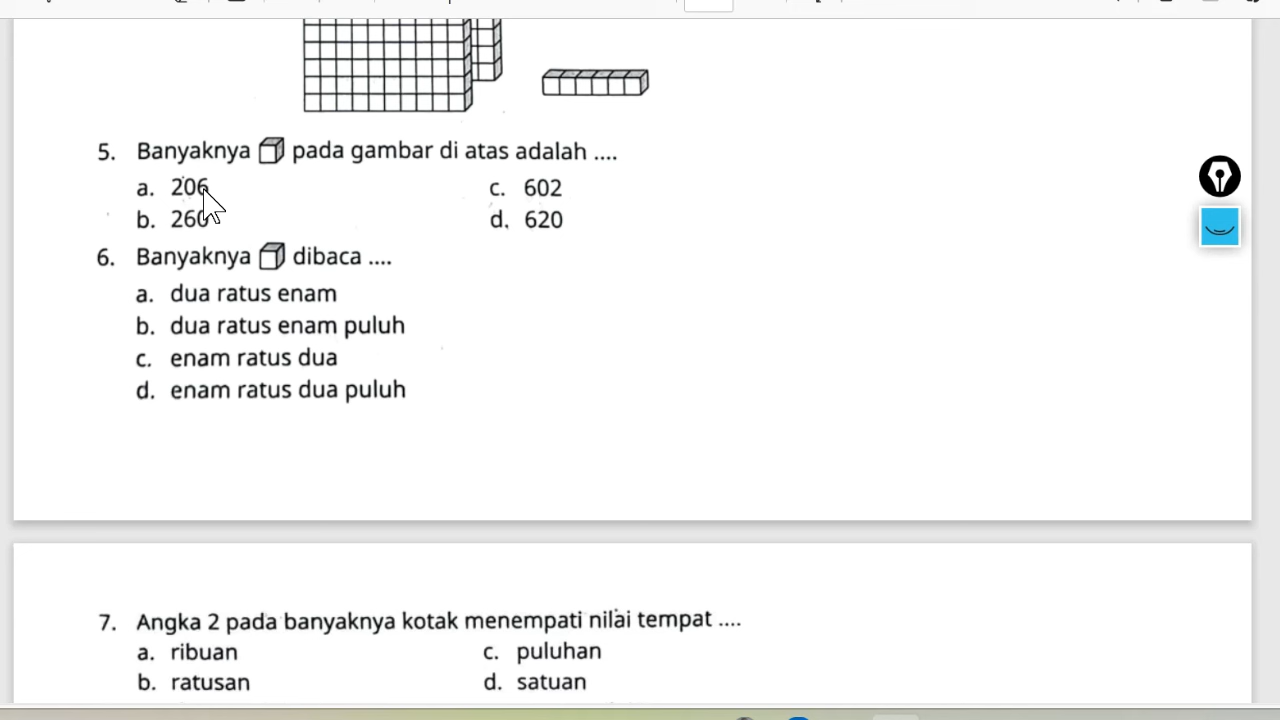 5. Banyaknya pada gambar di atas adalah ....
a. 206 c. 602
b. 260 d. 620
6. Banyaknya dibaca ....
a. dua ratus enam
b. dua ratus enam puluh
c. enam ratus dua
d. enam ratus dua puluh
7. Angka 2 pada banyaknya kotak menempati nilai tempat ....
a. ribuan c. puluhan
b. ratusan d. satuan